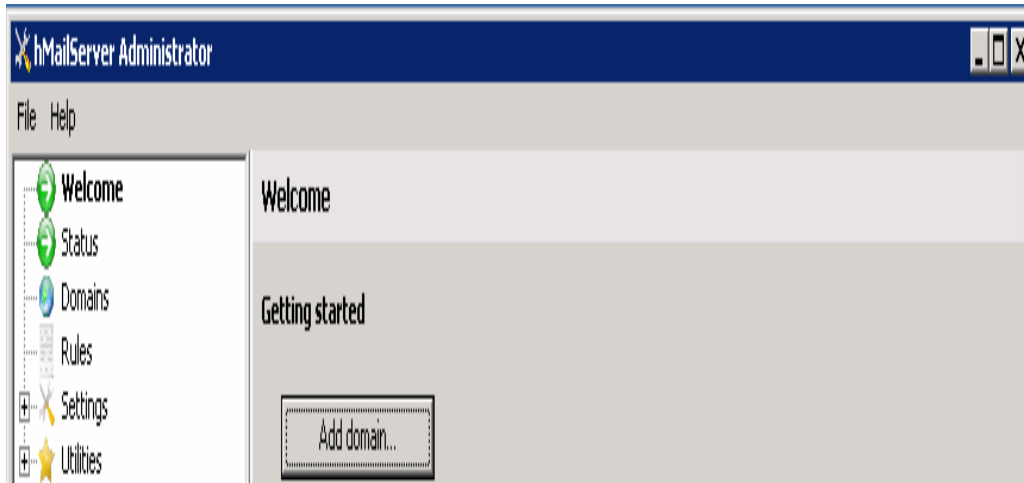 hMailServer Administrator
File Help
Welcome
Status
Domains
Rules
Settings
Utilities
Welcome
Getting started
Add domain...